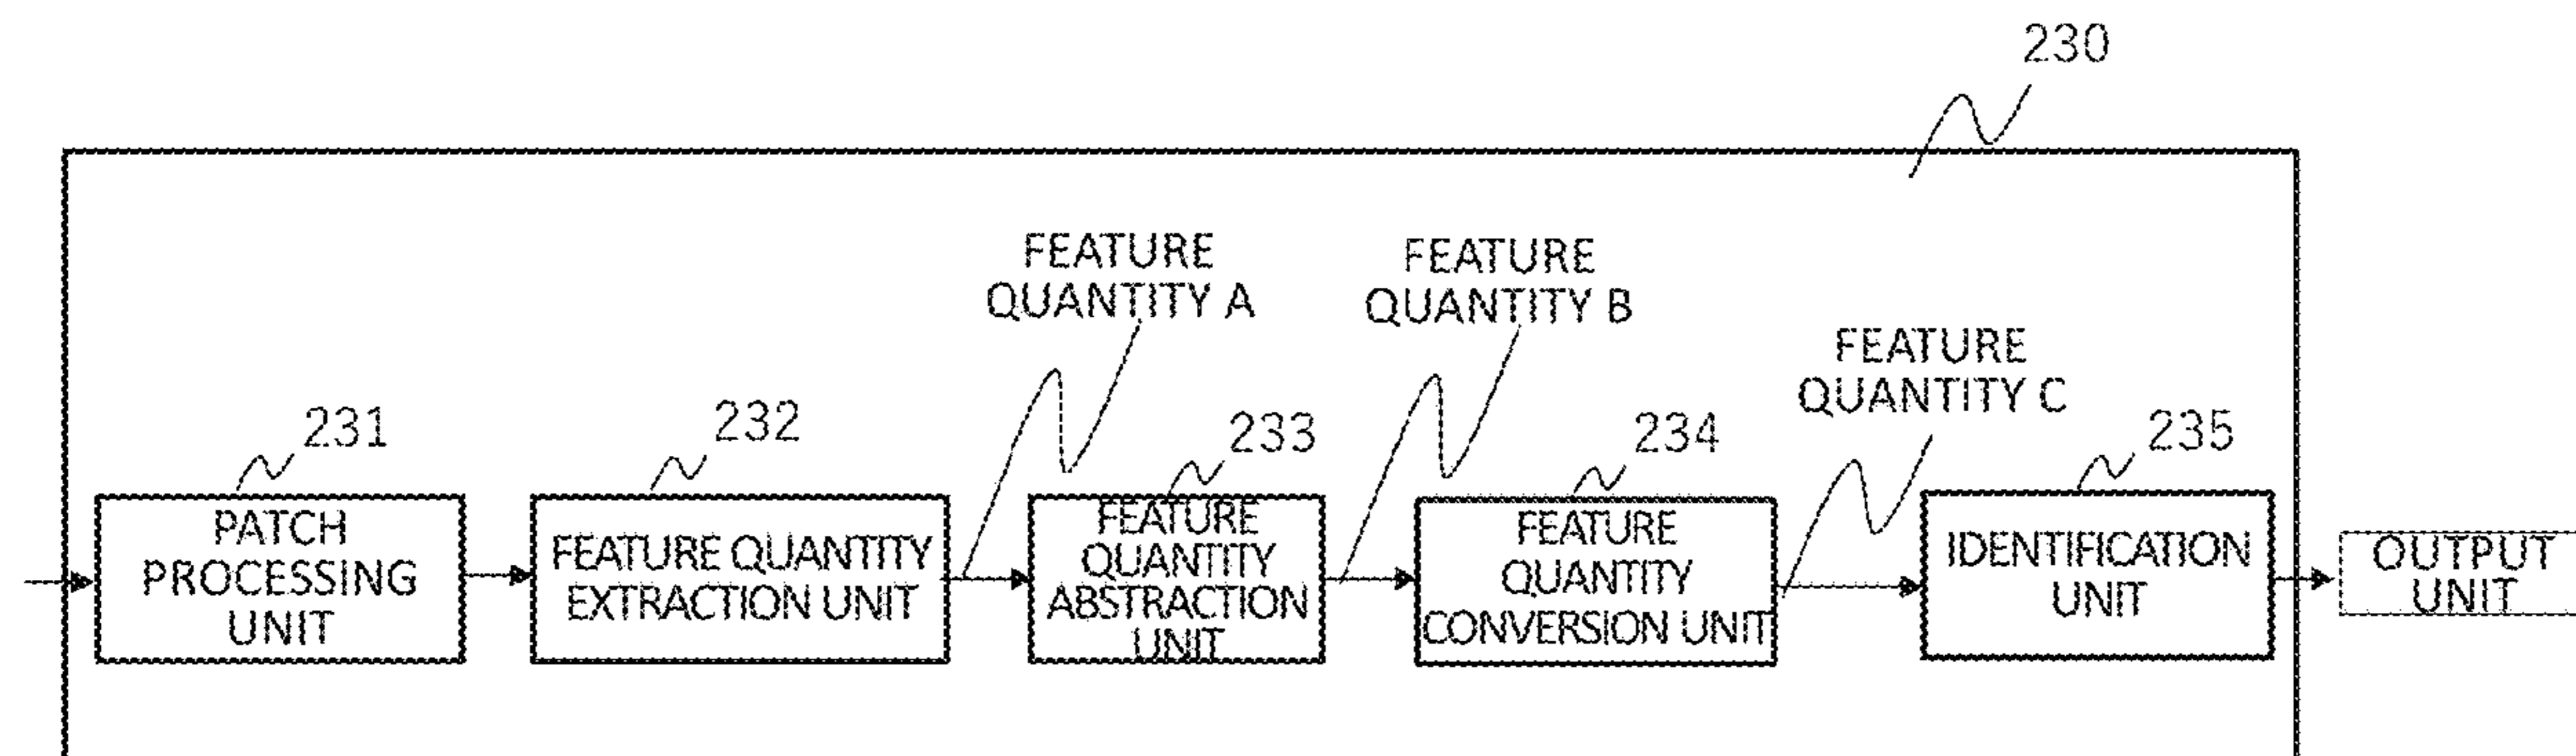 230
FEATURE
QUANTITY A
FEATURE
QUANTITY B
FEATURE
QUANTITY C
231
232
233
234
235
PATCH
PROCESSING
UNIT
FEATURE QUANTITY
EXTRACTION UNIT
FEATURE
QUANTITY
ABSTRACTION
UNIT
FEATURE
QUANTITY
CONVERSION UNIT
IDENTIFICATION
UNIT
OUTPUT
UNIT